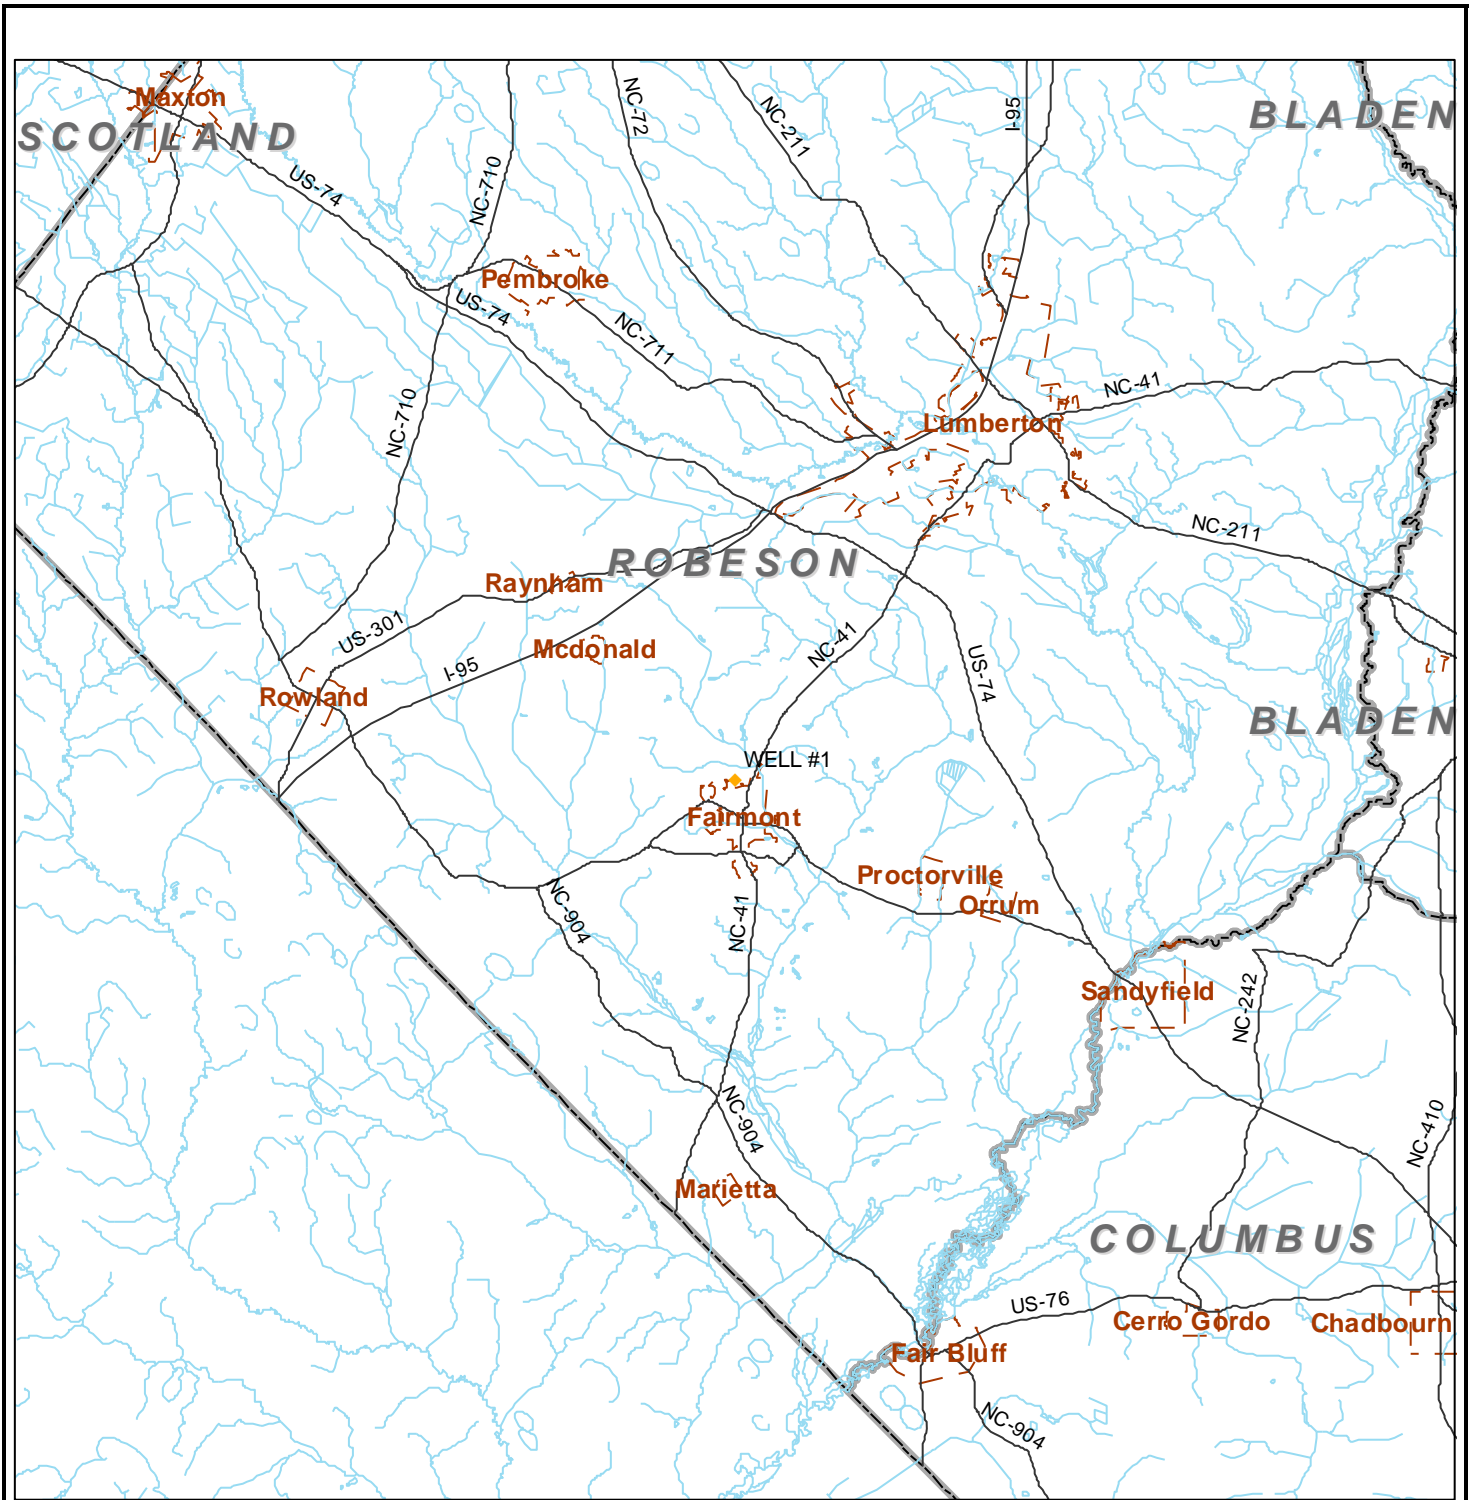 Maxton
SCOTLAND
BLADEN
NC-72
NC-211
I-95
US-74
NC-710
Pembroke
US-74
NC-711
NC-710
NC-41
Lumberton
NC-211
ROBESON
Raynham
US-301
Mcdonald
NC-41
I-95
US-74
Rowland
BLADEN
WELL #1
Fairmont
Proctorville
Orrum
NC-904
NC-41
Sandyfield
NC-242
NC-904
NC-410
Marietta
COLUMBUS
US-76
Cerro Gordo
Chadbourn
Fair Bluff
NC-904